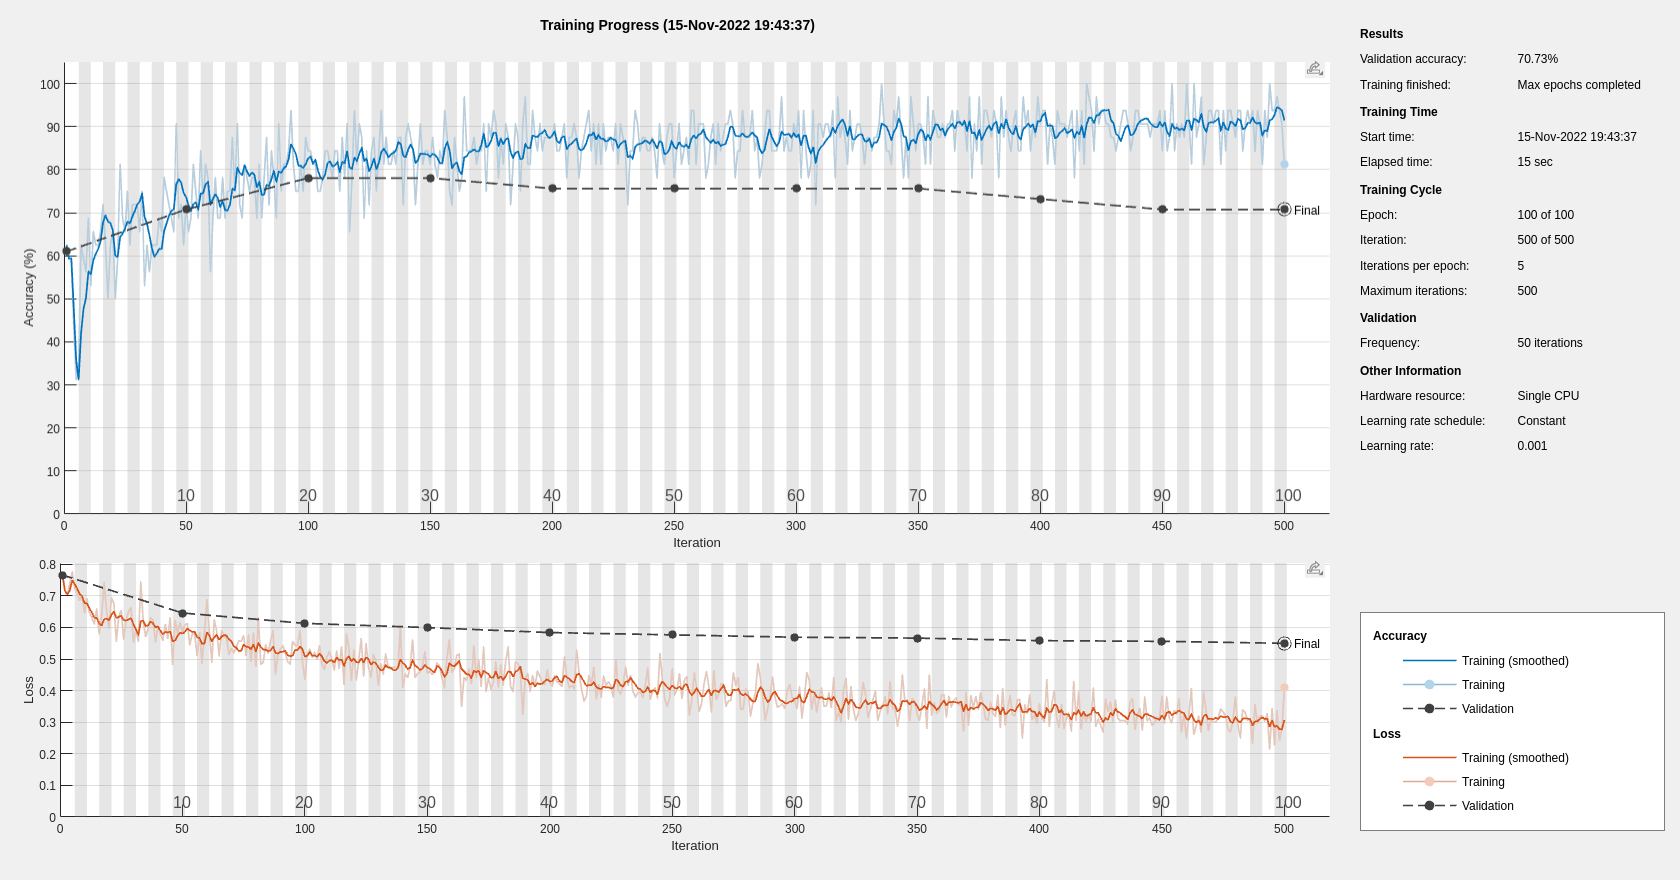 Training Progress (15-Nov-2022 19:43:37)
100
90
80
70
60
50
40
30
20
10
0
Accuracy (%)
Final
10 20 30 40 50 60 70 80 90 100
0 50 100 150 200 250 300 350 400 450 500
Iteration
0.8
0.7
0.6
0.5
0.4
0.3
0.2
0.1
0
Loss
Final
10 20 30 40 50 60 70 80 90 100
0 50 100 150 200 250 300 350 400 450 500
Iteration
Results
Validation accuracy: 70.73%
Training finished: Max epochs completed
Training Time
Start time: 15-Nov-2022 19:43:37
Elapsed time: 15 sec
Training Cycle
Epoch: 100 of 100
Iteration: 500 of 500
Iterations per epoch: 5
Maximum iterations: 500
Validation
Frequency: 50 iterations
Other Information
Hardware resource: Single CPU
Learning rate schedule: Constant
Learning rate: 0.001
Accuracy
Training (smoothed)
Training
Validation
Loss
Training (smoothed)
Training
Validation